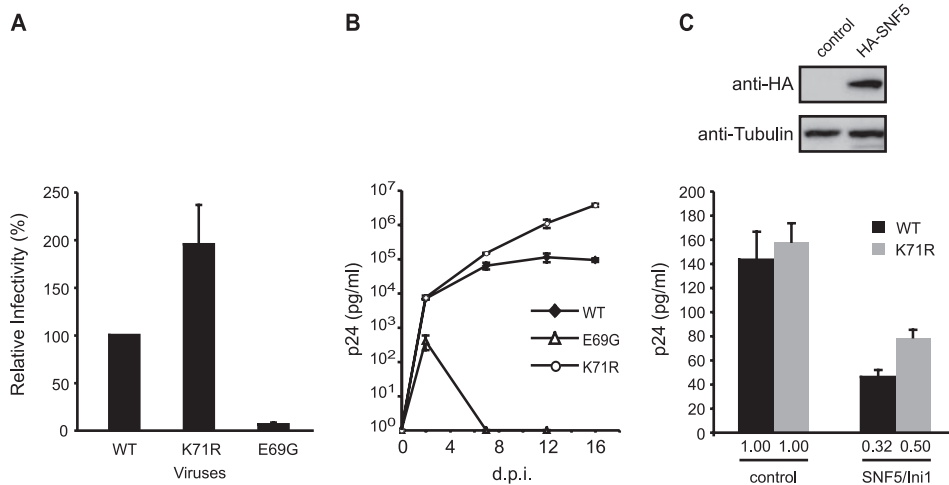 A
Relative Infectivity (%)
250
200
150
100
50
0
WT
K71R
E69G
Viruses
B
p24 (pg/ml)
10⁷
10⁶
10⁵
10⁴
10³
10²
10¹
10⁰
WT
E69G
K71R
0
4
8
12
16
d.p.i.
C
control
HA-SNF5
anti-HA
anti-Tubulin
p24 (pg/ml)
200
180
160
140
120
100
80
60
40
20
0
WT
K71R
1.00 1.00
0.32 0.50
control
SNF5/Ini1